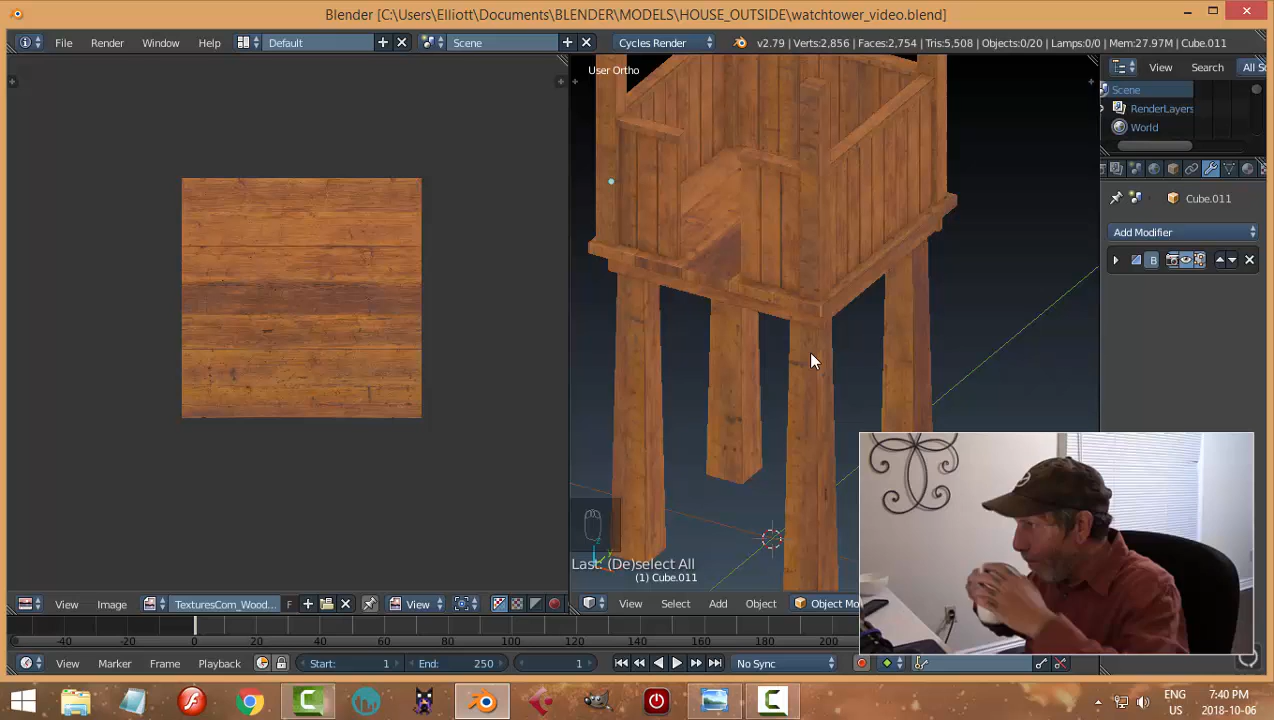 Blender [C:\Users\Elliott\Documents\BLENDER\MODELS\HOUSE_OUTSIDE\watchtower_video.blend]
File Render Window Help Default Scene Cycles Render v2.79 | Verts:2,856 | Faces:2,754 | Tris:5,508 | Objects:0/20 | Lamps:0/0 | Mem:27.97M | Cube.011
User Ortho
View Search All S
Scene
RenderLayers
World
Cube.011
Add Modifier
B
Last: (De)select All
(1) Cube.011
View Image TexturesCom_Wood... F View
View Select Add Object Object Mo
-40 -20 0 20 40 60 80 100 120 140 160 180 200
View Marker Frame Playback Start: 1 End: 250 1 No Sync
ENG 7:40 PM
US 2018-10-06